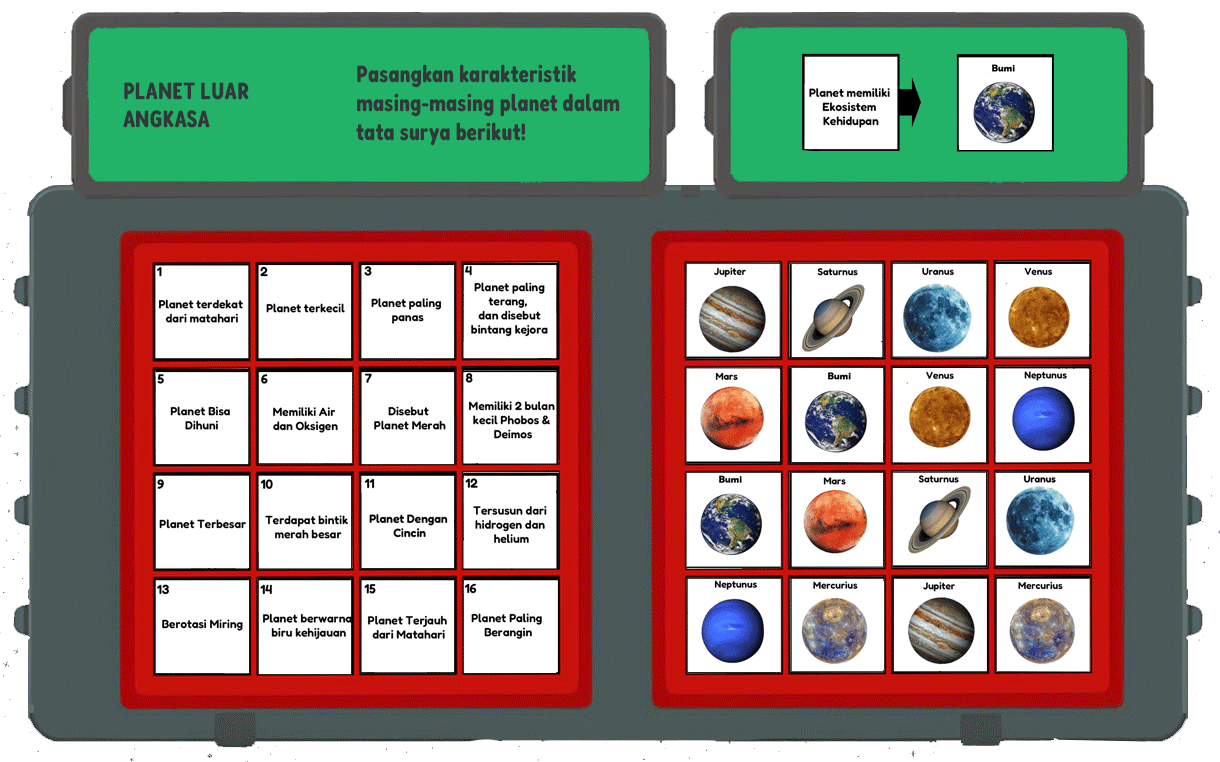 PLANET LUAR
ANGKASA
Pasangkan karakteristik
masing-masing planet dalam
tata surya berikut!
Planet memiliki
Ekosistem
Kehidupan
Bumi
1
Planet terdekat
dari matahari
2
Planet terkecil
3
Planet paling
panas
4
Planet paling
terang,
dan disebut
bintang kejora
5
Planet Bisa
Dihuni
6
Memiliki Air
dan Oksigen
7
Disebut
Planet Merah
8
Memiliki 2 bulan
kecil Phobos &
Deimos
9
Planet Terbesar
10
Terdapat bintik
merah besar
11
Planet Dengan
Cincin
12
Tersusun dari
hidrogen dan
helium
13
Berotasi Miring
14
Planet berwarna
biru kehijauan
15
Planet Terjauh
dari Matahari
16
Planet Paling
Berangin
Jupiter
Saturnus
Uranus
Venus
Mars
Bumi
Venus
Neptunus
Bumi
Mars
Saturnus
Uranus
Neptunus
Mercurius
Jupiter
Mercurius